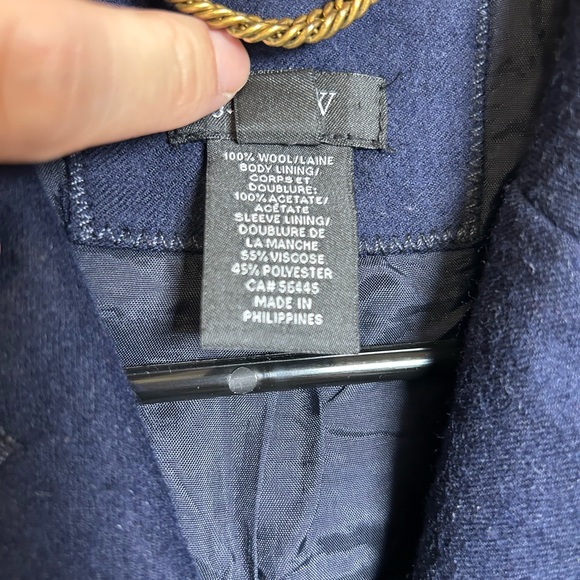 V
100% WOOL/LAINE
BODY LINING/
CORPS ET
DOUBLURE:
100% ACETATE/
ACÉTATE
SLEEVE LINING/
DOUBLURE DE
LA MANCHE
55% VISCOSE
45% POLYESTER
CA# 56445
MADE IN
PHILIPPINES